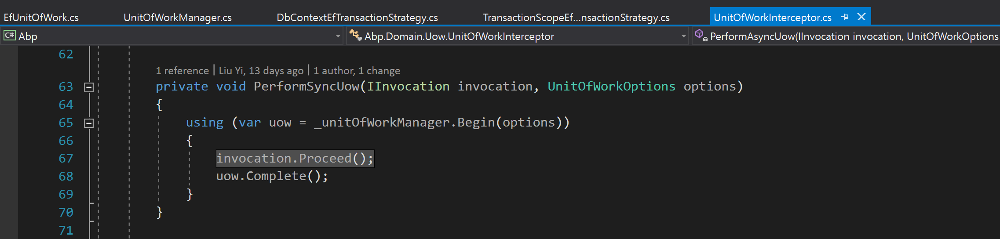 EfUnitOfWork.cs UnitOfWorkManager.cs DbContextEfTransactionStrategy.cs TransactionScopeEf...nsactionStrategy.cs UnitOfWorkInterceptor.cs
C# Abp Abp.Domain.Uow.UnitOfWorkInterceptor PerformAsyncUow(IInvocation invocation, UnitOfWorkOptions
62
1 reference | Liu Yi, 13 days ago | 1 author, 1 change
63 private void PerformSyncUow(IInvocation invocation, UnitOfWorkOptions options)
64 {
65 using (var uow = _unitOfWorkManager.Begin(options))
66 {
67 invocation.Proceed();
68 uow.Complete();
69 }
70 }
71